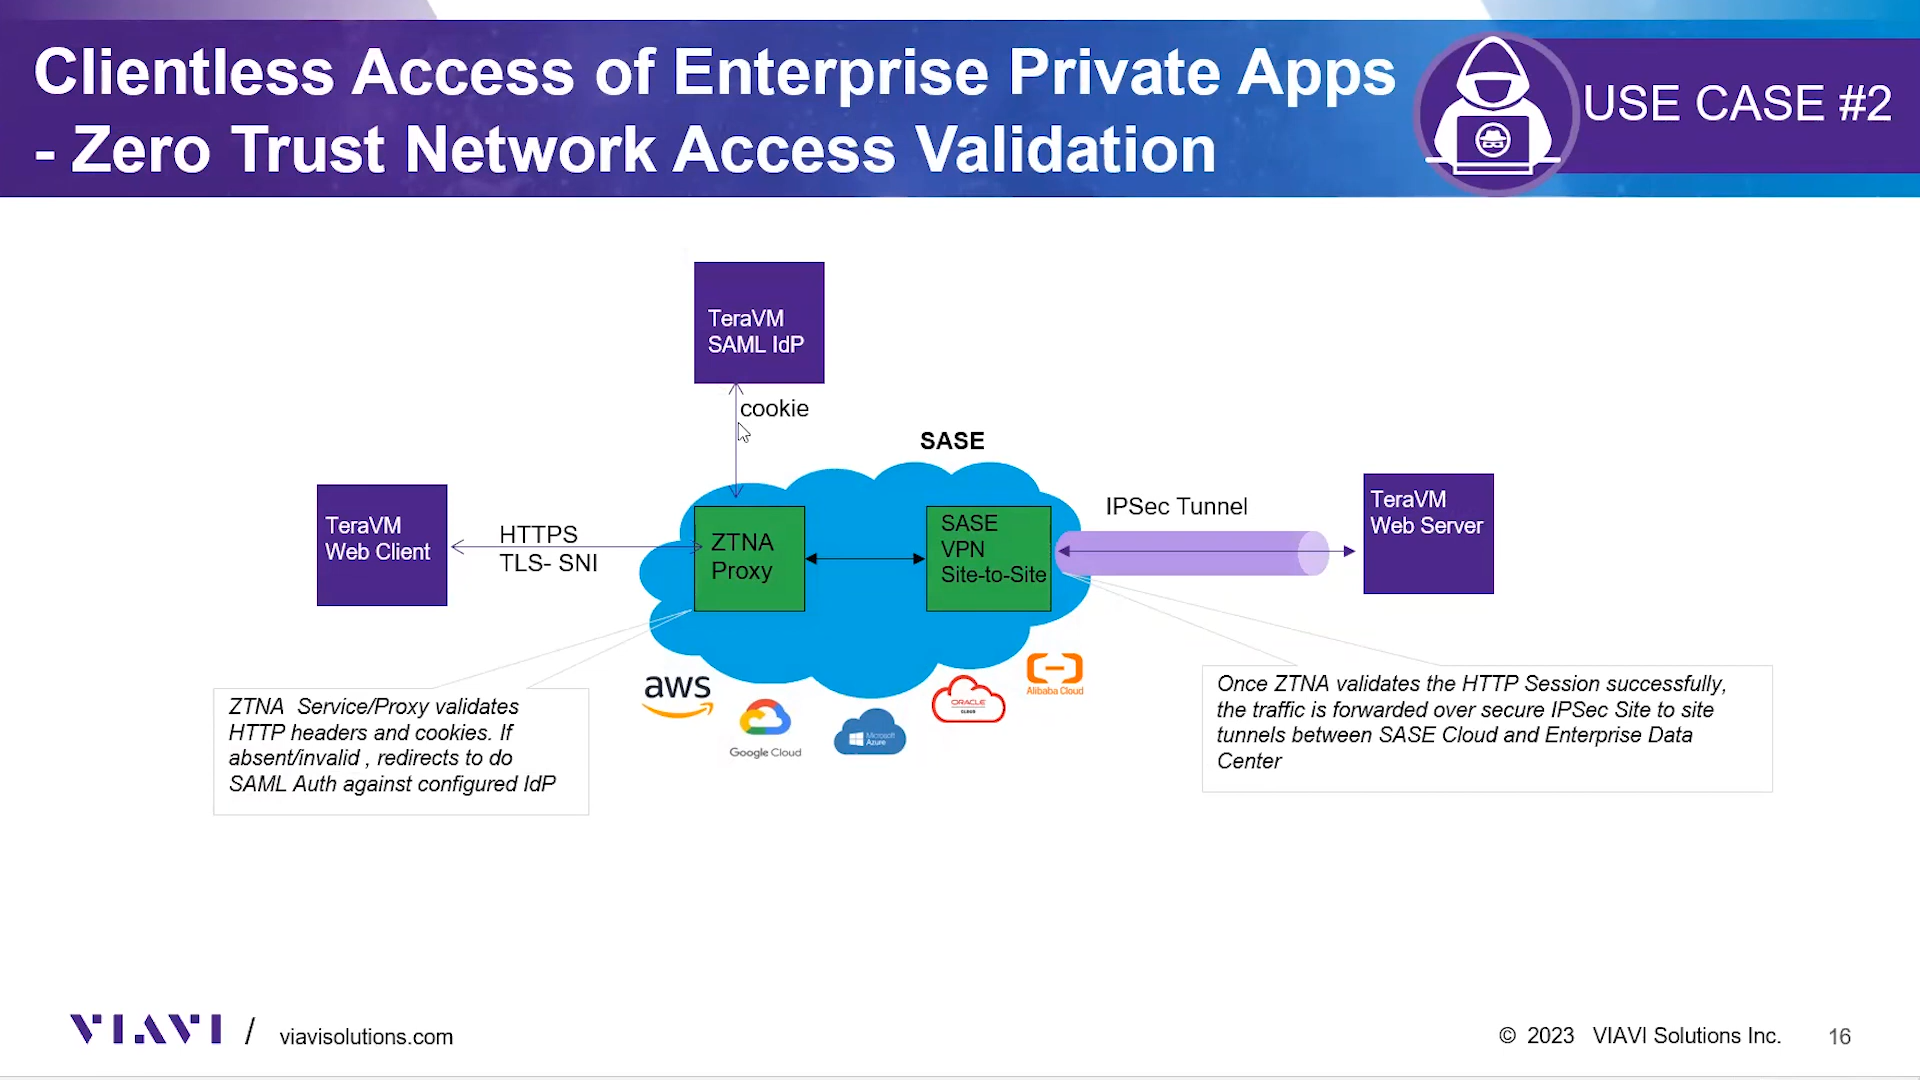 Clientless Access of Enterprise Private Apps
- Zero Trust Network Access Validation
USE CASE #2
TeraVM
SAML IdP
cookie
SASE
TeraVM
Web Client
HTTPS
TLS- SNI
ZTNA
Proxy
SASE
VPN
Site-to-Site
IPSec Tunnel
TeraVM
Web Server
ZTNA  Service/Proxy validates
HTTP headers and cookies. If
absent/invalid , redirects to do
SAML Auth against configured IdP
aws
Google Cloud
Microsoft
Azure
ORACLE
CLOUD
Alibaba Cloud
Once ZTNA validates the HTTP Session successfully,
the traffic is forwarded over secure IPSec Site to site
tunnels between SASE Cloud and Enterprise Data
Center
VIAVI / viavisolutions.com
© 2023 VIAVI Solutions Inc. 16